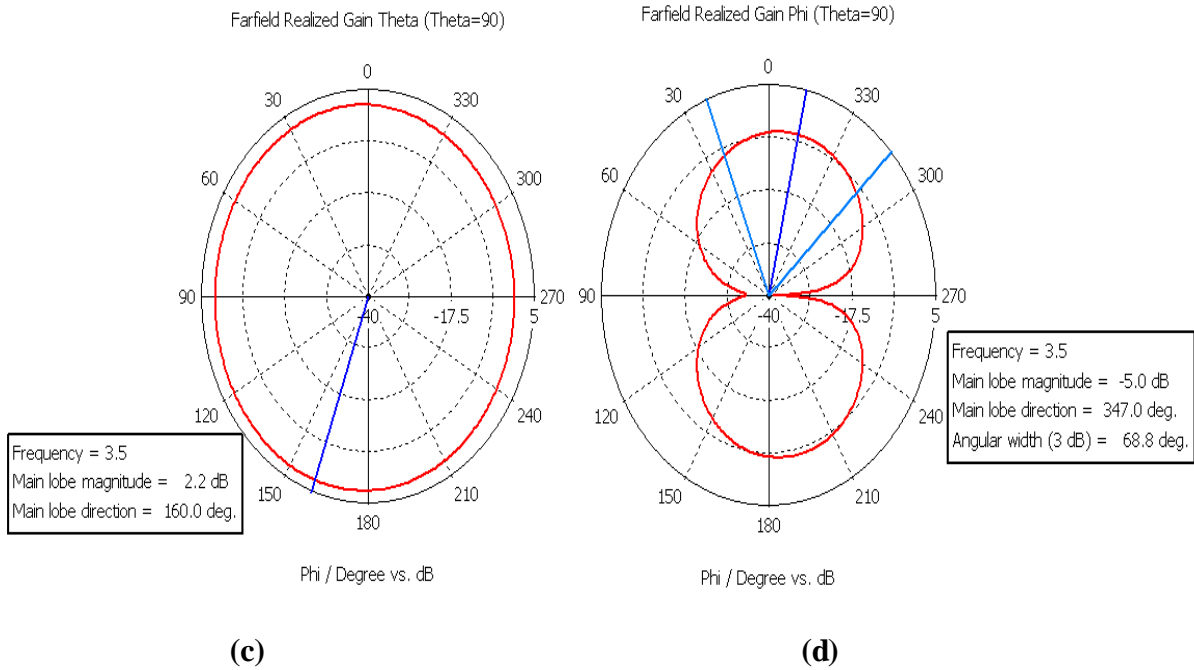 Farfield Realized Gain Theta (Theta=90)
0
30
330
60
300
90
-40
-17.5
5
270
120
240
150
210
180
Frequency = 3.5
Main lobe magnitude = 2.2 dB
Main lobe direction = 160.0 deg.
Phi / Degree vs. dB
(c)
Farfield Realized Gain Phi (Theta=90)
0
30
330
60
300
90
-40
-17.5
5
270
120
240
150
210
180
Frequency = 3.5
Main lobe magnitude = -5.0 dB
Main lobe direction = 347.0 deg.
Angular width (3 dB) = 68.8 deg.
Phi / Degree vs. dB
(d)